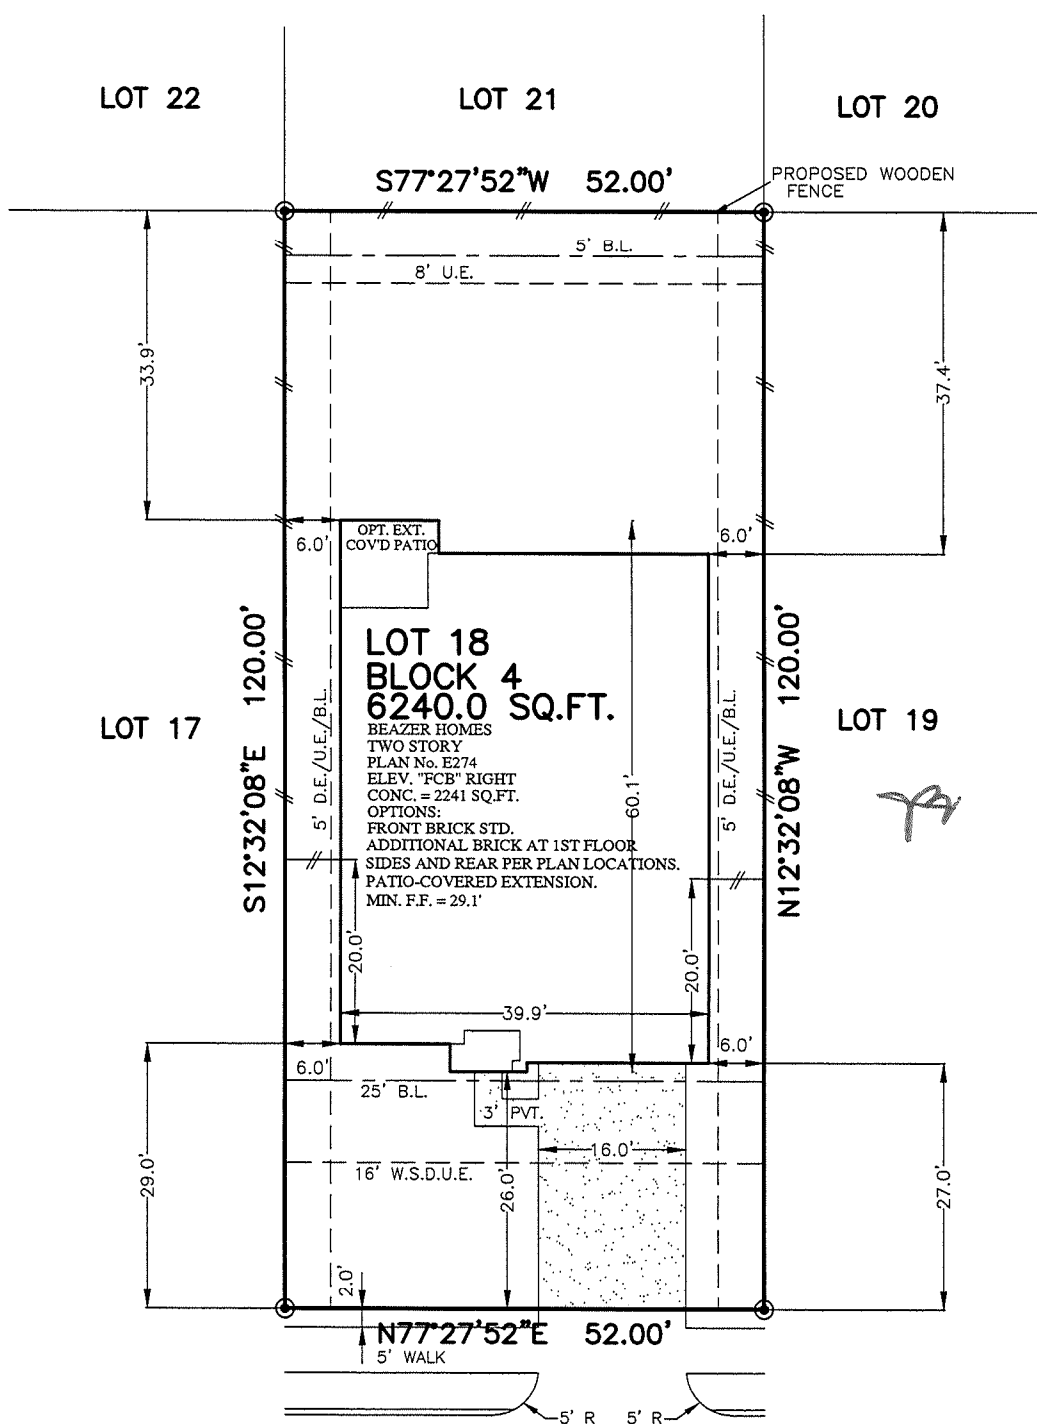 LOT 22
LOT 21
LOT 20
S77°27'52"W 52.00'
PROPOSED WOODEN
FENCE
5' B.L.
8' U.E.
33.9'
37.4'
OPT. EXT.
COV'D PATIO
6.0'
6.0'
S12°32'08"E 120.00'
N12°32'08"W 120.00'
LOT 18
BLOCK 4
6240.0 SQ.FT.
LOT 17
LOT 19
5' D.E./U.E./B.L.
5' D.E./U.E./B.L.
BEAZER HOMES
TWO STORY
PLAN No. E274
ELEV. "FCB" RIGHT
CONC. = 2241 SQ.FT.
OPTIONS:
FRONT BRICK STD.
ADDITIONAL BRICK AT 1ST FLOOR
SIDES AND REAR PER PLAN LOCATIONS.
PATIO-COVERED EXTENSION.
MIN. F.F. = 29.1'
60.1'
20.0'
20.0'
39.9'
6.0'
6.0'
25' B.L.
3' PVT.
16.0'
16' W.S.D.U.E.
29.0'
26.0'
27.0'
2.0'
N77°27'52"E 52.00'
5' WALK
5' R
5' R